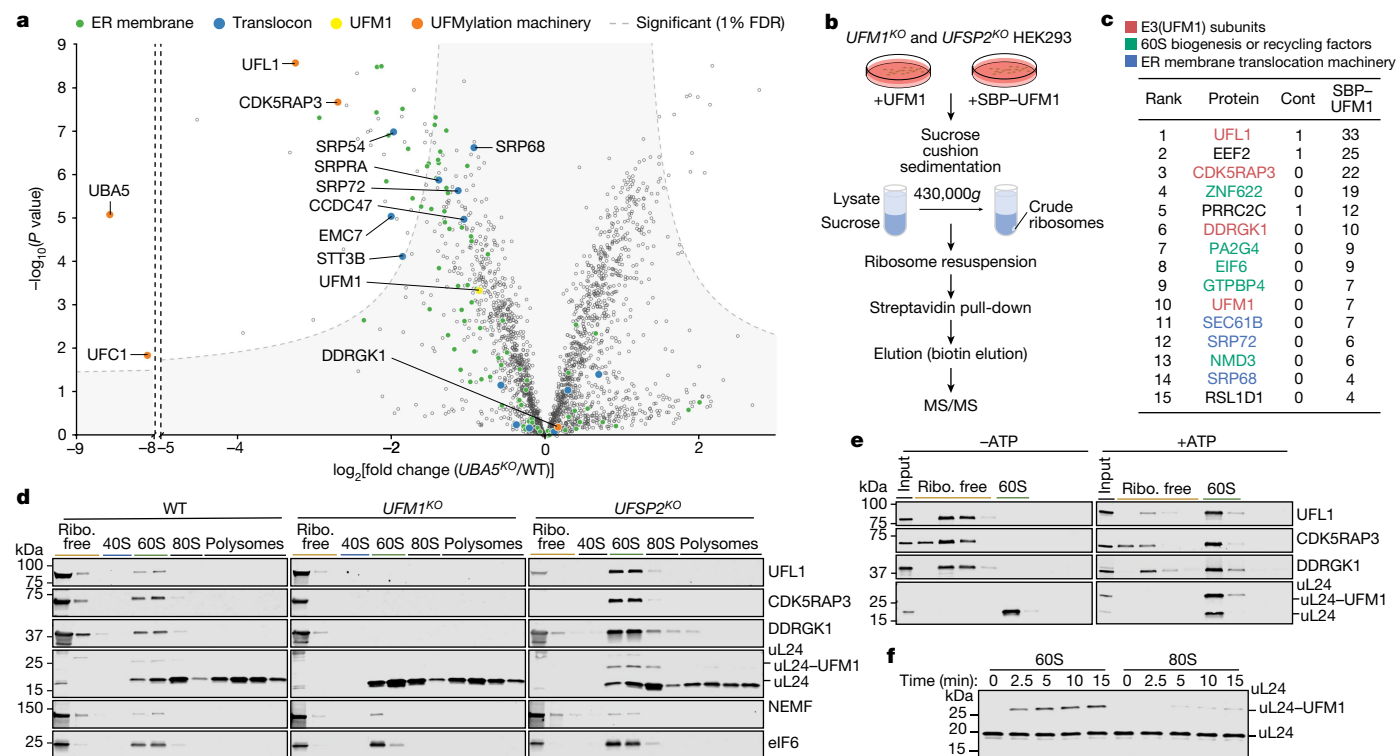 a
ER membrane Translocon UFM1 UFMylation machinery Significant (1% FDR)
–log10(P value)
9
8
7
6
5
4
3
2
1
0
UFL1
CDK5RAP3
SRP54
SRP68
SRPRA
SRP72
CCDC47
UBA5
EMC7
STT3B
UFM1
DDRGK1
UFC1
–9 –8 –5 –4 –2 0 2
log2[fold change (UBA5KO/WT)]
b
UFM1KO and UFSP2KO HEK293
+UFM1 +SBP–UFM1
Sucrose
cushion
sedimentation
Lysate 430,000g
Sucrose
Crude
ribosomes
Ribosome resuspension
Streptavidin pull-down
Elution (biotin elution)
MS/MS
c
E3(UFM1) subunits
60S biogenesis or recycling factors
ER membrane translocation machinery
Rank Protein Cont SBP–
UFM1
1 UFL1 1 33
2 EEF2 1 25
3 CDK5RAP3 0 22
4 ZNF622 0 19
5 PRRC2C 1 12
6 DDRGK1 0 10
7 PA2G4 0 9
8 EIF6 0 9
9 GTPBP4 0 7
10 UFM1 0 7
11 SEC61B 0 7
12 SRP72 0 6
13 NMD3 0 6
14 SRP68 0 4
15 RSL1D1 0 4
d
WT UFM1KO UFSP2KO
Ribo.
free 40S 60S 80S Polysomes
Ribo.
free 40S 60S 80S Polysomes
Ribo.
free 40S 60S 80S Polysomes
kDa
100
75
UFL1
75
CDK5RAP3
37
DDRGK1
uL24
25
uL24–UFM1
15
uL24
150
NEMF
25
eIF6
e
–ATP +ATP
Input Ribo. free 60S
Input Ribo. free 60S
kDa
100
75
UFL1
75
CDK5RAP3
37
DDRGK1
uL24
25
uL24–UFM1
15
uL24
f
60S 80S
Time (min): 0 2.5 5 10 15 0 2.5 5 10 15
kDa
uL24
25
uL24–UFM1
20
uL24
15